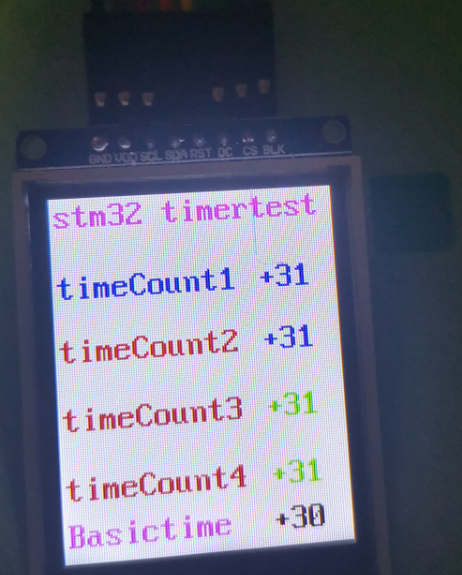 GND VCC SCL SDA RST DC CS BLK
stm32 timertest
timeCount1 +31
timeCount2 +31
timeCount3 +31
timeCount4 +31
Basictime +30